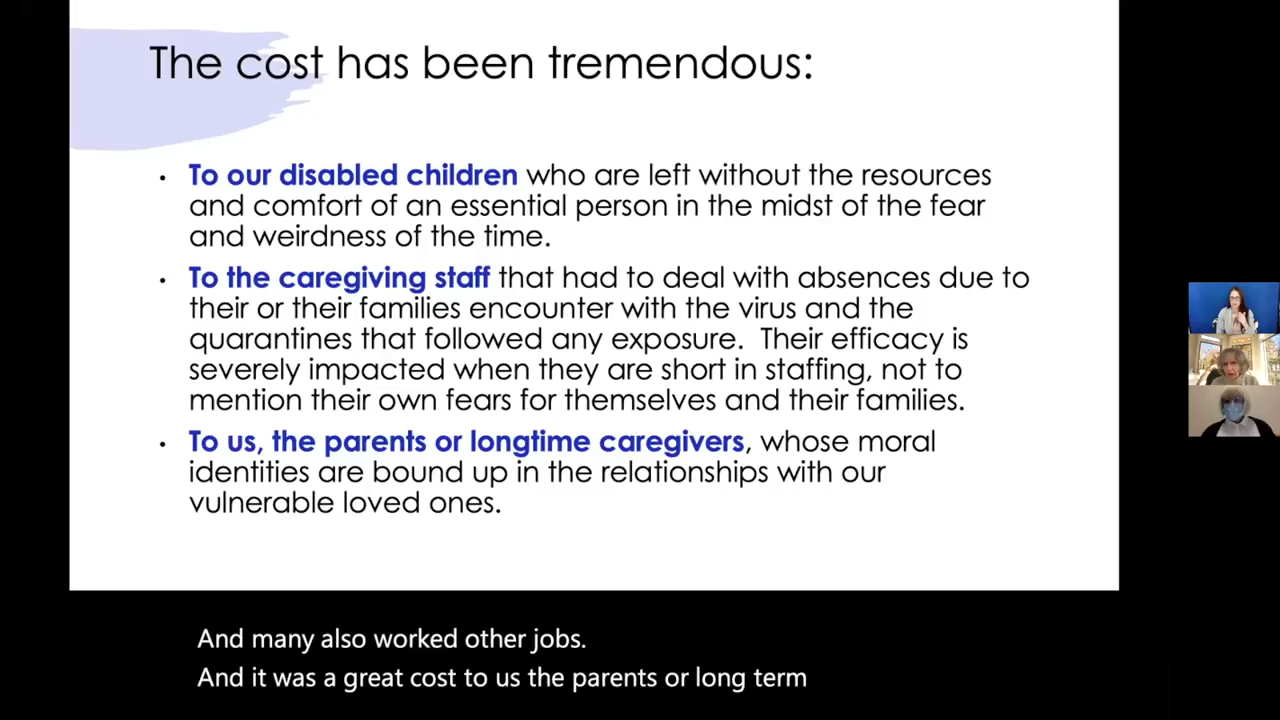 The cost has been tremendous:
• To our disabled children who are left without the resources
and comfort of an essential person in the midst of the fear
and weirdness of the time.
• To the caregiving staff that had to deal with absences due to
their or their families encounter with the virus and the
quarantines that followed any exposure.  Their efficacy is
severely impacted when they are short in staffing, not to
mention their own fears for themselves and their families.
• To us, the parents or longtime caregivers, whose moral
identities are bound up in the relationships with our
vulnerable loved ones.
And many also worked other jobs.
And it was a great cost to us the parents or long term